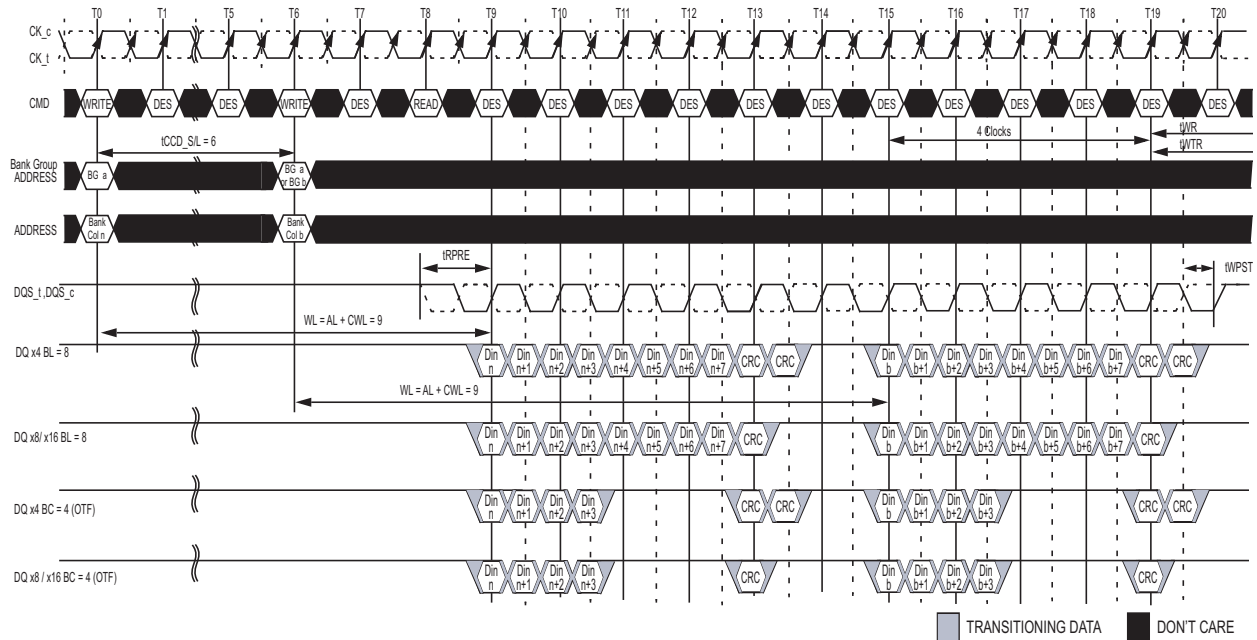 T0 T1 T5 T6 T7 T8 T9 T10 T11 T12 T13 T14 T15 T16 T17 T18 T19 T20
CK_c
CK_t
CMD WRITE DES DES WRITE DES READ DES DES DES DES DES DES DES DES DES DES DES DES
tCCD_S/L = 6
4 Clocks
tWR
tWTR
Bank Group
ADDRESS
BG a
BG a
or BG b
ADDRESS
Bank
Col n
Bank
Col b
tRPRE
tWPST
DQS_t ,DQS_c
WL = AL + CWL = 9
DQ x4 BL = 8
Din n Din n+1 Din n+2 Din n+3 Din n+4 Din n+5 Din n+6 Din n+7 CRC CRC Din b Din b+1 Din b+2 Din b+3 Din b+4 Din b+5 Din b+6 Din b+7 CRC CRC
WL = AL + CWL = 9
DQ x8/ x16 BL = 8
Din n Din n+1 Din n+2 Din n+3 Din n+4 Din n+5 Din n+6 Din n+7 CRC Din b Din b+1 Din b+2 Din b+3 Din b+4 Din b+5 Din b+6 Din b+7 CRC
DQ x4 BC = 4 (OTF)
Din n Din n+1 Din n+2 Din n+3 CRC CRC Din b Din b+1 Din b+2 Din b+3 CRC CRC
DQ x8 / x16 BC = 4 (OTF)
Din n Din n+1 Din n+2 Din n+3 CRC Din b Din b+1 Din b+2 Din b+3 CRC
TRANSITIONING DATA DON'T CARE